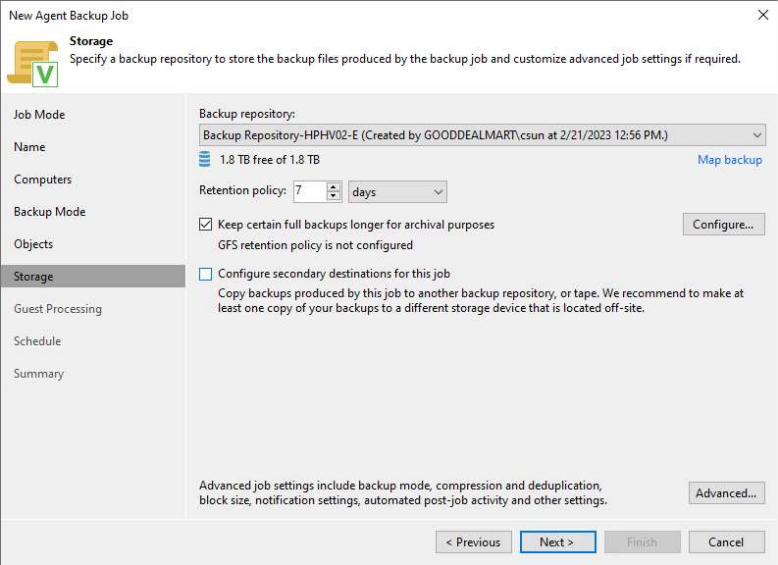 New Agent Backup Job
Storage
Specify a backup repository to store the backup files produced by the backup job and customize advanced job settings if required.
V
Job Mode
Name
Computers
Backup Mode
Objects
Storage
Guest Processing
Schedule
Summary
Backup repository:
Backup Repository-HPHV02-E (Created by GOODDEALMART\csun at 2/21/2023 12:56 PM.)
1.8 TB free of 1.8 TB
Map backup
Retention policy: 7 days
Keep certain full backups longer for archival purposes
Configure...
GFS retention policy is not configured
Configure secondary destinations for this job
Copy backups produced by this job to another backup repository, or tape. We recommend to make at
least one copy of your backups to a different storage device that is located off-site.
Advanced job settings include backup mode, compression and deduplication,
block size, notification settings, automated post-job activity and other settings.
Advanced...
< Previous
Next >
Finish
Cancel